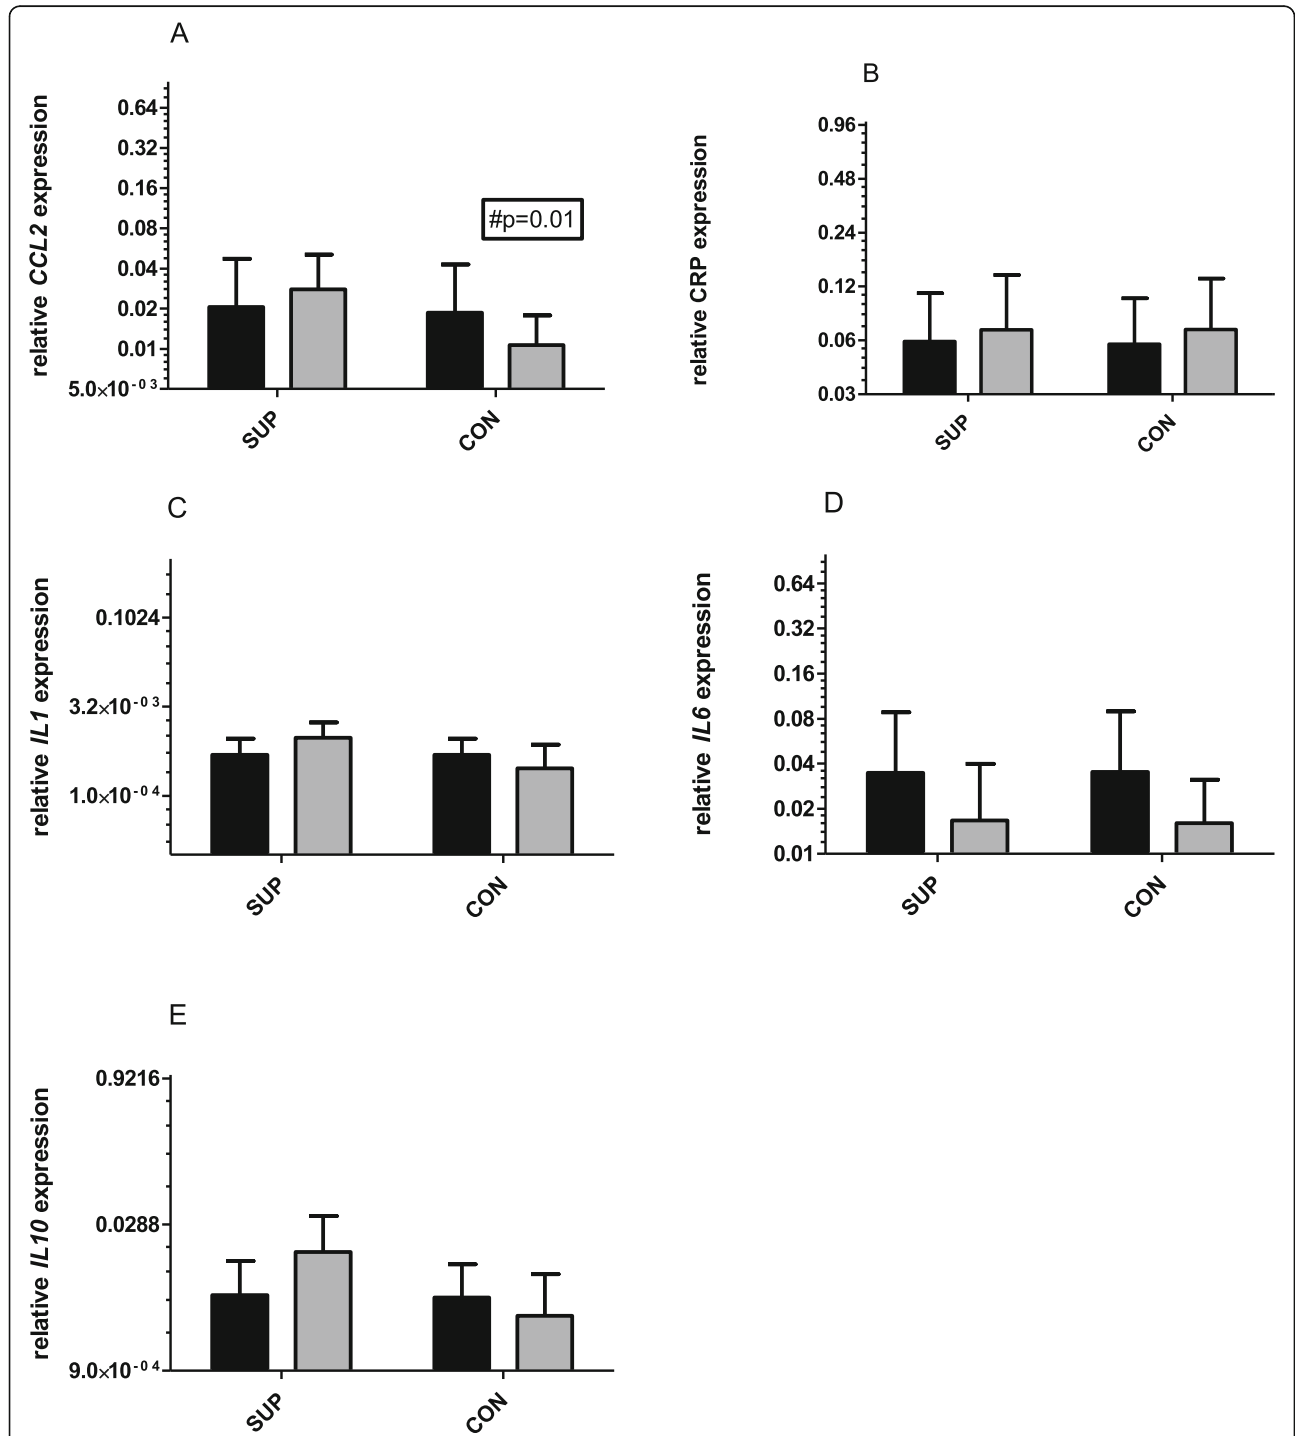 A
relative CCL2 expression
0.64
0.32
0.16
0.08
0.04
0.02
0.01
5.0×10⁻⁰³
#p=0.01
SUP
CON
B
relative CRP expression
0.96
0.48
0.24
0.12
0.06
0.03
SUP
CON
C
relative IL1 expression
0.1024
3.2×10⁻⁰³
1.0×10⁻⁰⁴
SUP
CON
D
relative IL6 expression
0.64
0.32
0.16
0.08
0.04
0.02
0.01
SUP
CON
E
relative IL10 expression
0.9216
0.0288
9.0×10⁻⁰⁴
SUP
CON